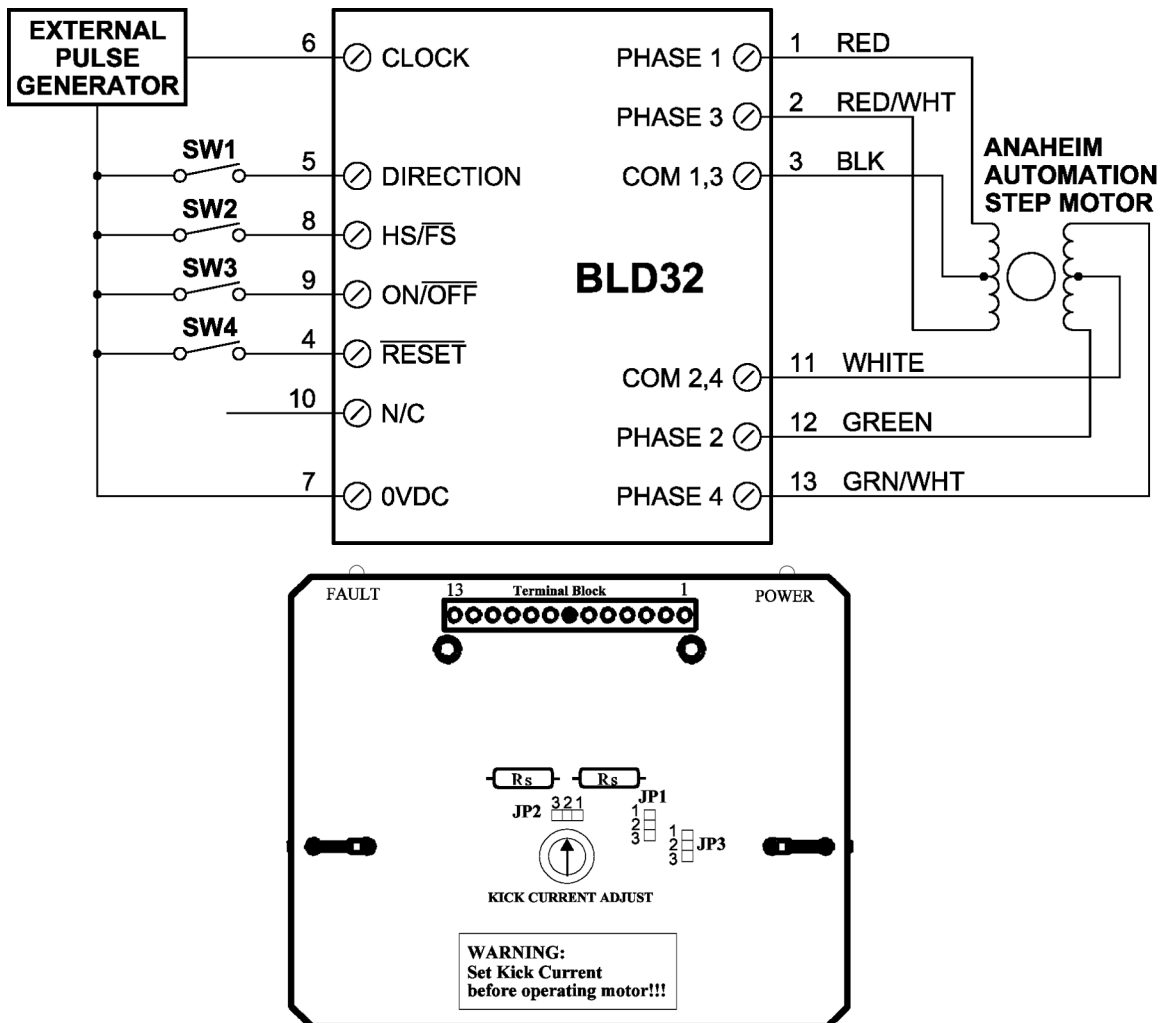 EXTERNAL
PULSE
GENERATOR
6 CLOCK
SW1
5 DIRECTION
SW2
8 HS/F̅S̅
SW3
9 ON/O̅F̅F̅
SW4
4 R̅E̅S̅E̅T̅
10 N/C
7 0VDC
BLD32
PHASE 1 1 RED
PHASE 3 2 RED/WHT
COM 1,3 3 BLK
COM 2,4 11 WHITE
PHASE 2 12 GREEN
PHASE 4 13 GRN/WHT
ANAHEIM
AUTOMATION
STEP MOTOR
FAULT
13 Terminal Block 1
POWER
Rs Rs
JP2 3 2 1
JP1
1
2
3
1
2 JP3
3
KICK CURRENT ADJUST
WARNING:
Set Kick Current
before operating motor!!!